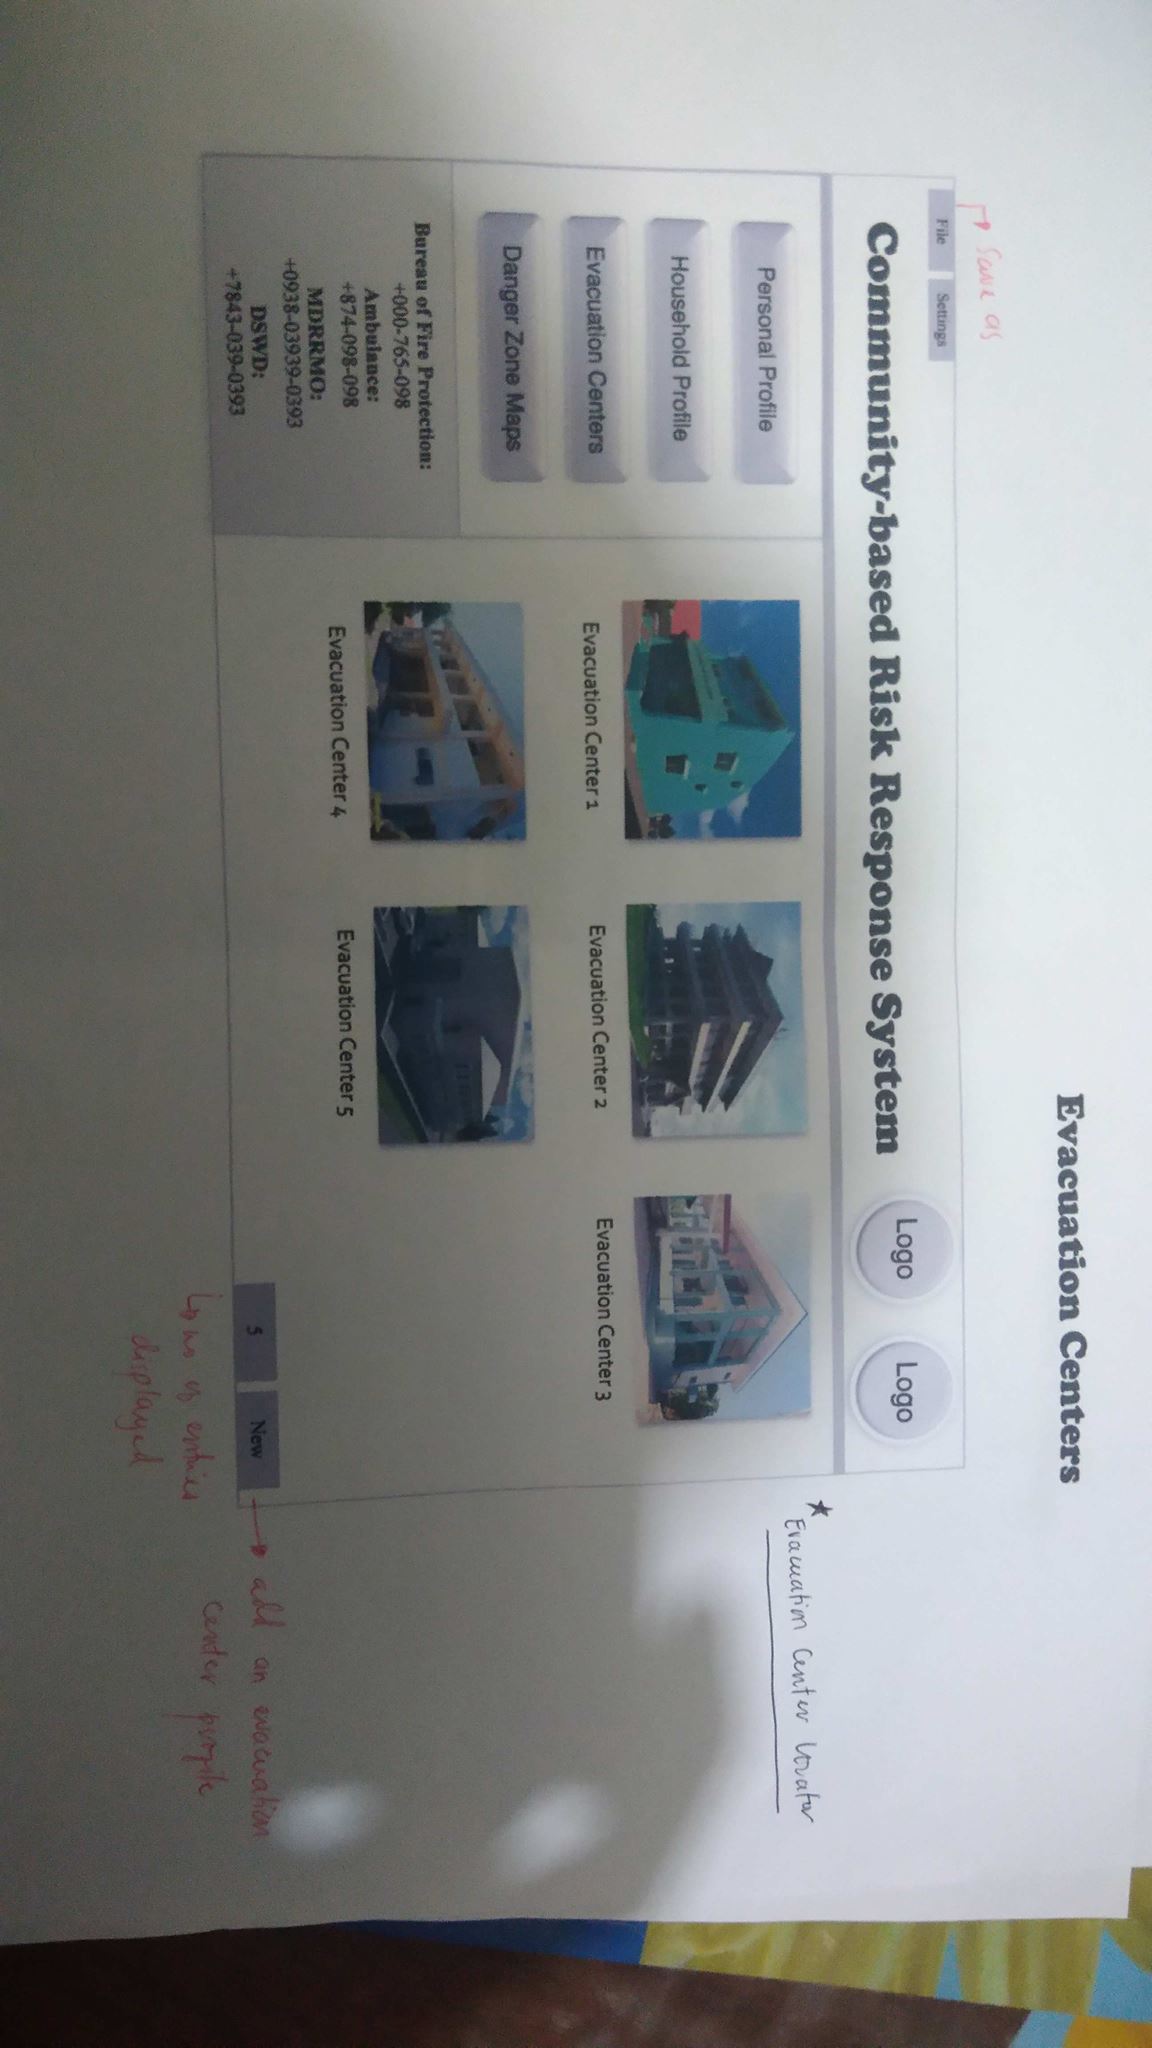 Evacuation Centers
Save as
File Settings
Community-based Risk Response System
Logo Logo
★ Evacuation Center Locator
Personal Profile
Household Profile
Evacuation Centers
Danger Zone Maps
Bureau of Fire Protection:
+000-765-098
Ambulance:
+874-098-098
MDRRMO:
+0938-03939-0393
DSWD:
+7843-039-0393
Evacuation Center 1
Evacuation Center 2
Evacuation Center 3
Evacuation Center 4
Evacuation Center 5
5 New
add an evacuation
center profile
no of entries
displayed